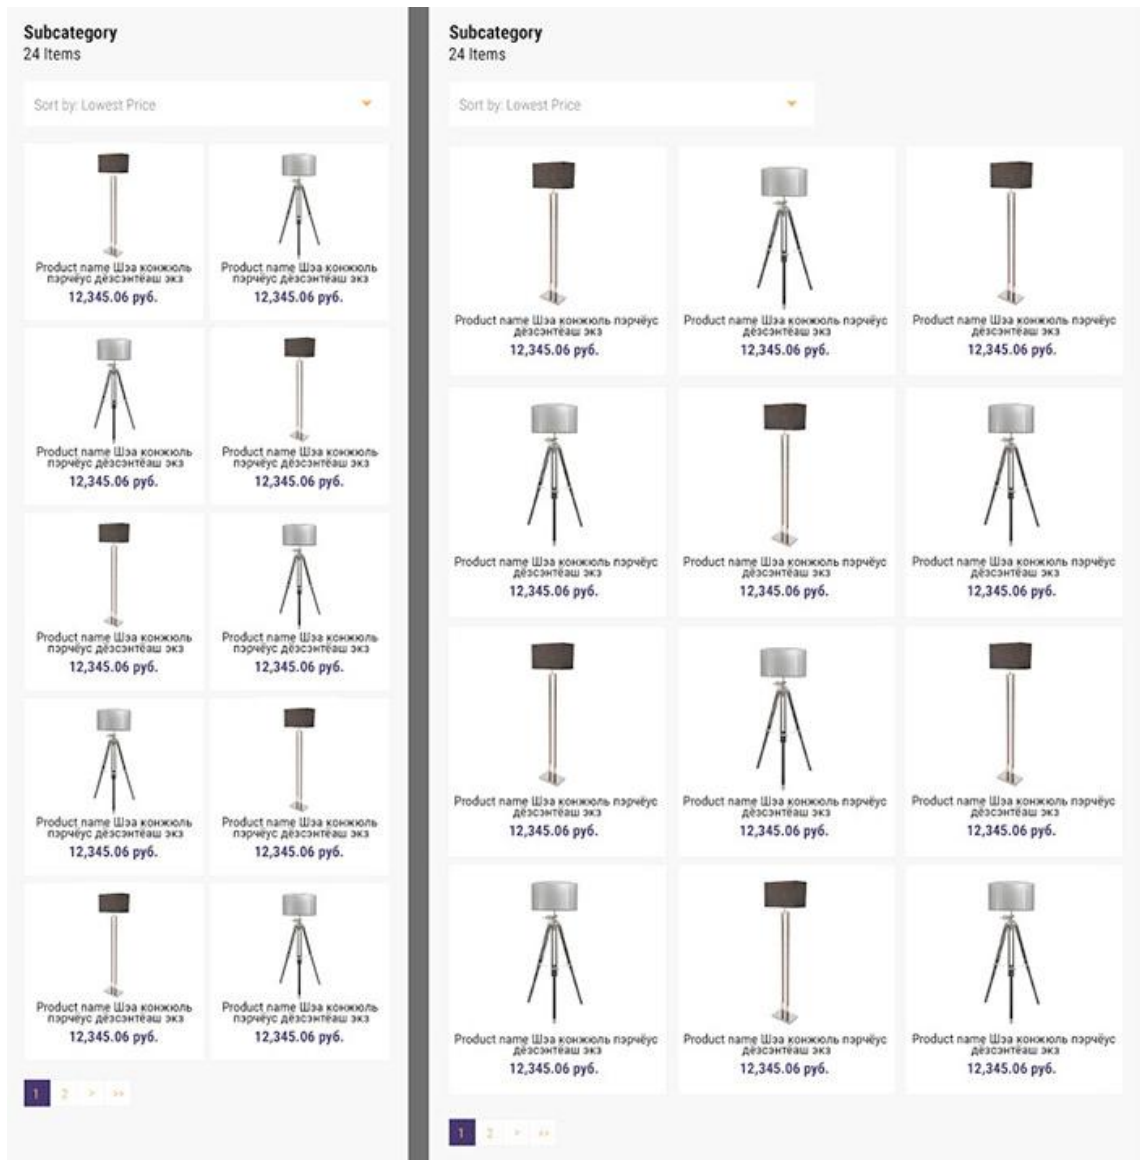 Subcategory
24 Items
Sort by: Lowest Price
Product name Шэа конжюль
пэрчёус дёзсэнтёаш экз
12,345.06 руб.
Product name Шэа конжюль
пэрчёус дёзсэнтёаш экз
12,345.06 руб.
Product name Шэа конжюль
пэрчёус дёзсэнтёаш экз
12,345.06 руб.
Product name Шэа конжюль
пэрчёус дёзсэнтёаш экз
12,345.06 руб.
Product name Шэа конжюль
пэрчёус дёзсэнтёаш экз
12,345.06 руб.
Product name Шэа конжюль
пэрчёус дёзсэнтёаш экз
12,345.06 руб.
Product name Шэа конжюль
пэрчёус дёзсэнтёаш экз
12,345.06 руб.
Product name Шэа конжюль
пэрчёус дёзсэнтёаш экз
12,345.06 руб.
Product name Шэа конжюль
пэрчёус дёзсэнтёаш экз
12,345.06 руб.
Product name Шэа конжюль
пэрчёус дёзсэнтёаш экз
12,345.06 руб.
1 2 > >>
Subcategory
24 Items
Sort by: Lowest Price
Product name Шэа конжюль пэрчёус
дёзсэнтёаш экз
12,345.06 руб.
Product name Шэа конжюль пэрчёус
дёзсэнтёаш экз
12,345.06 руб.
Product name Шэа конжюль пэрчёус
дёзсэнтёаш экз
12,345.06 руб.
Product name Шэа конжюль пэрчёус
дёзсэнтёаш экз
12,345.06 руб.
Product name Шэа конжюль пэрчёус
дёзсэнтёаш экз
12,345.06 руб.
Product name Шэа конжюль пэрчёус
дёзсэнтёаш экз
12,345.06 руб.
Product name Шэа конжюль пэрчёус
дёзсэнтёаш экз
12,345.06 руб.
Product name Шэа конжюль пэрчёус
дёзсэнтёаш экз
12,345.06 руб.
Product name Шэа конжюль пэрчёус
дёзсэнтёаш экз
12,345.06 руб.
Product name Шэа конжюль пэрчёус
дёзсэнтёаш экз
12,345.06 руб.
Product name Шэа конжюль пэрчёус
дёзсэнтёаш экз
12,345.06 руб.
Product name Шэа конжюль пэрчёус
дёзсэнтёаш экз
12,345.06 руб.
1 2 > >>